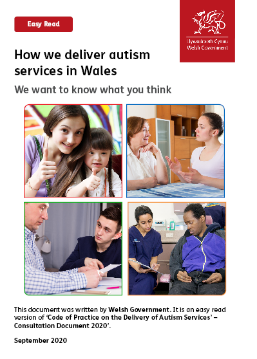 Easy Read
Llywodraeth Cymru
Welsh Government
How we deliver autism
services in Wales
We want to know what you think
This document was written by Welsh Government. It is an easy read
version of ‘Code of Practice on the Delivery of Autism Services’ –
Consultation Document 2020’.
September 2020